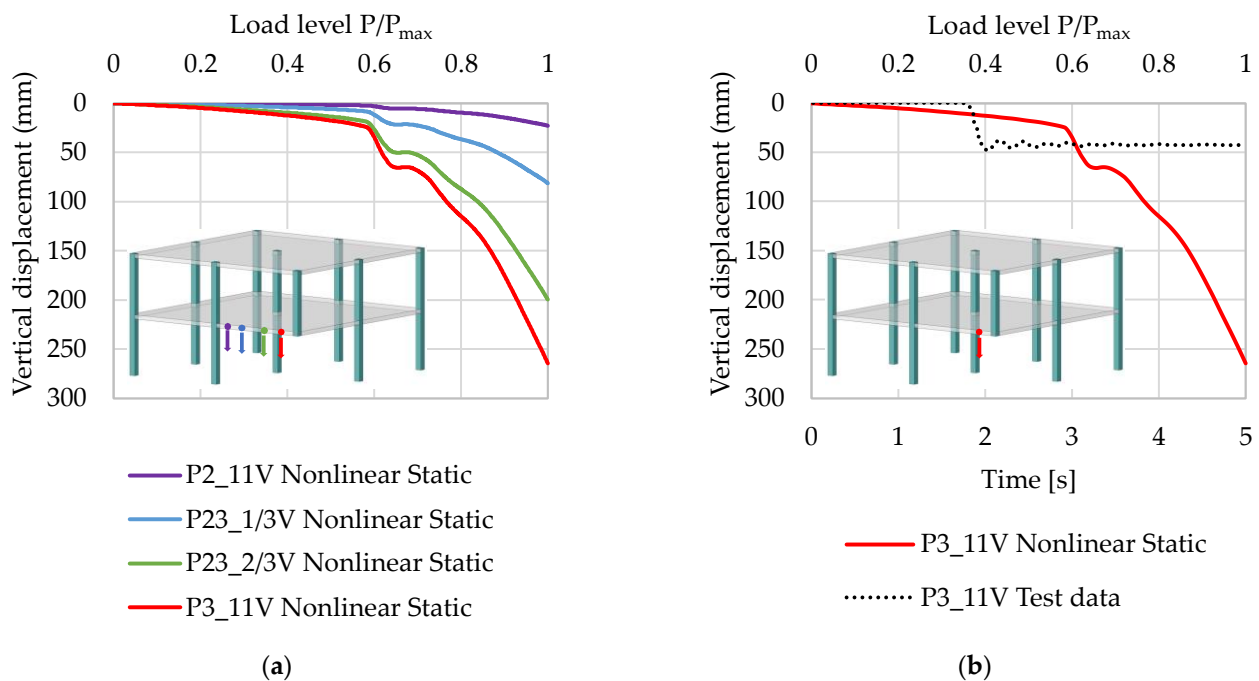 Load level P/Pmax
0 0.2 0.4 0.6 0.8 1
Vertical displacement (mm)
0
50
100
150
200
250
300
P2_11V Nonlinear Static
P23_1/3V Nonlinear Static
P23_2/3V Nonlinear Static
P3_11V Nonlinear Static
(a)
Load level P/Pmax
0 0.2 0.4 0.6 0.8 1
Vertical displacement (mm)
0
50
100
150
200
250
300
0 1 2 3 4 5
Time [s]
P3_11V Nonlinear Static
P3_11V Test data
(b)